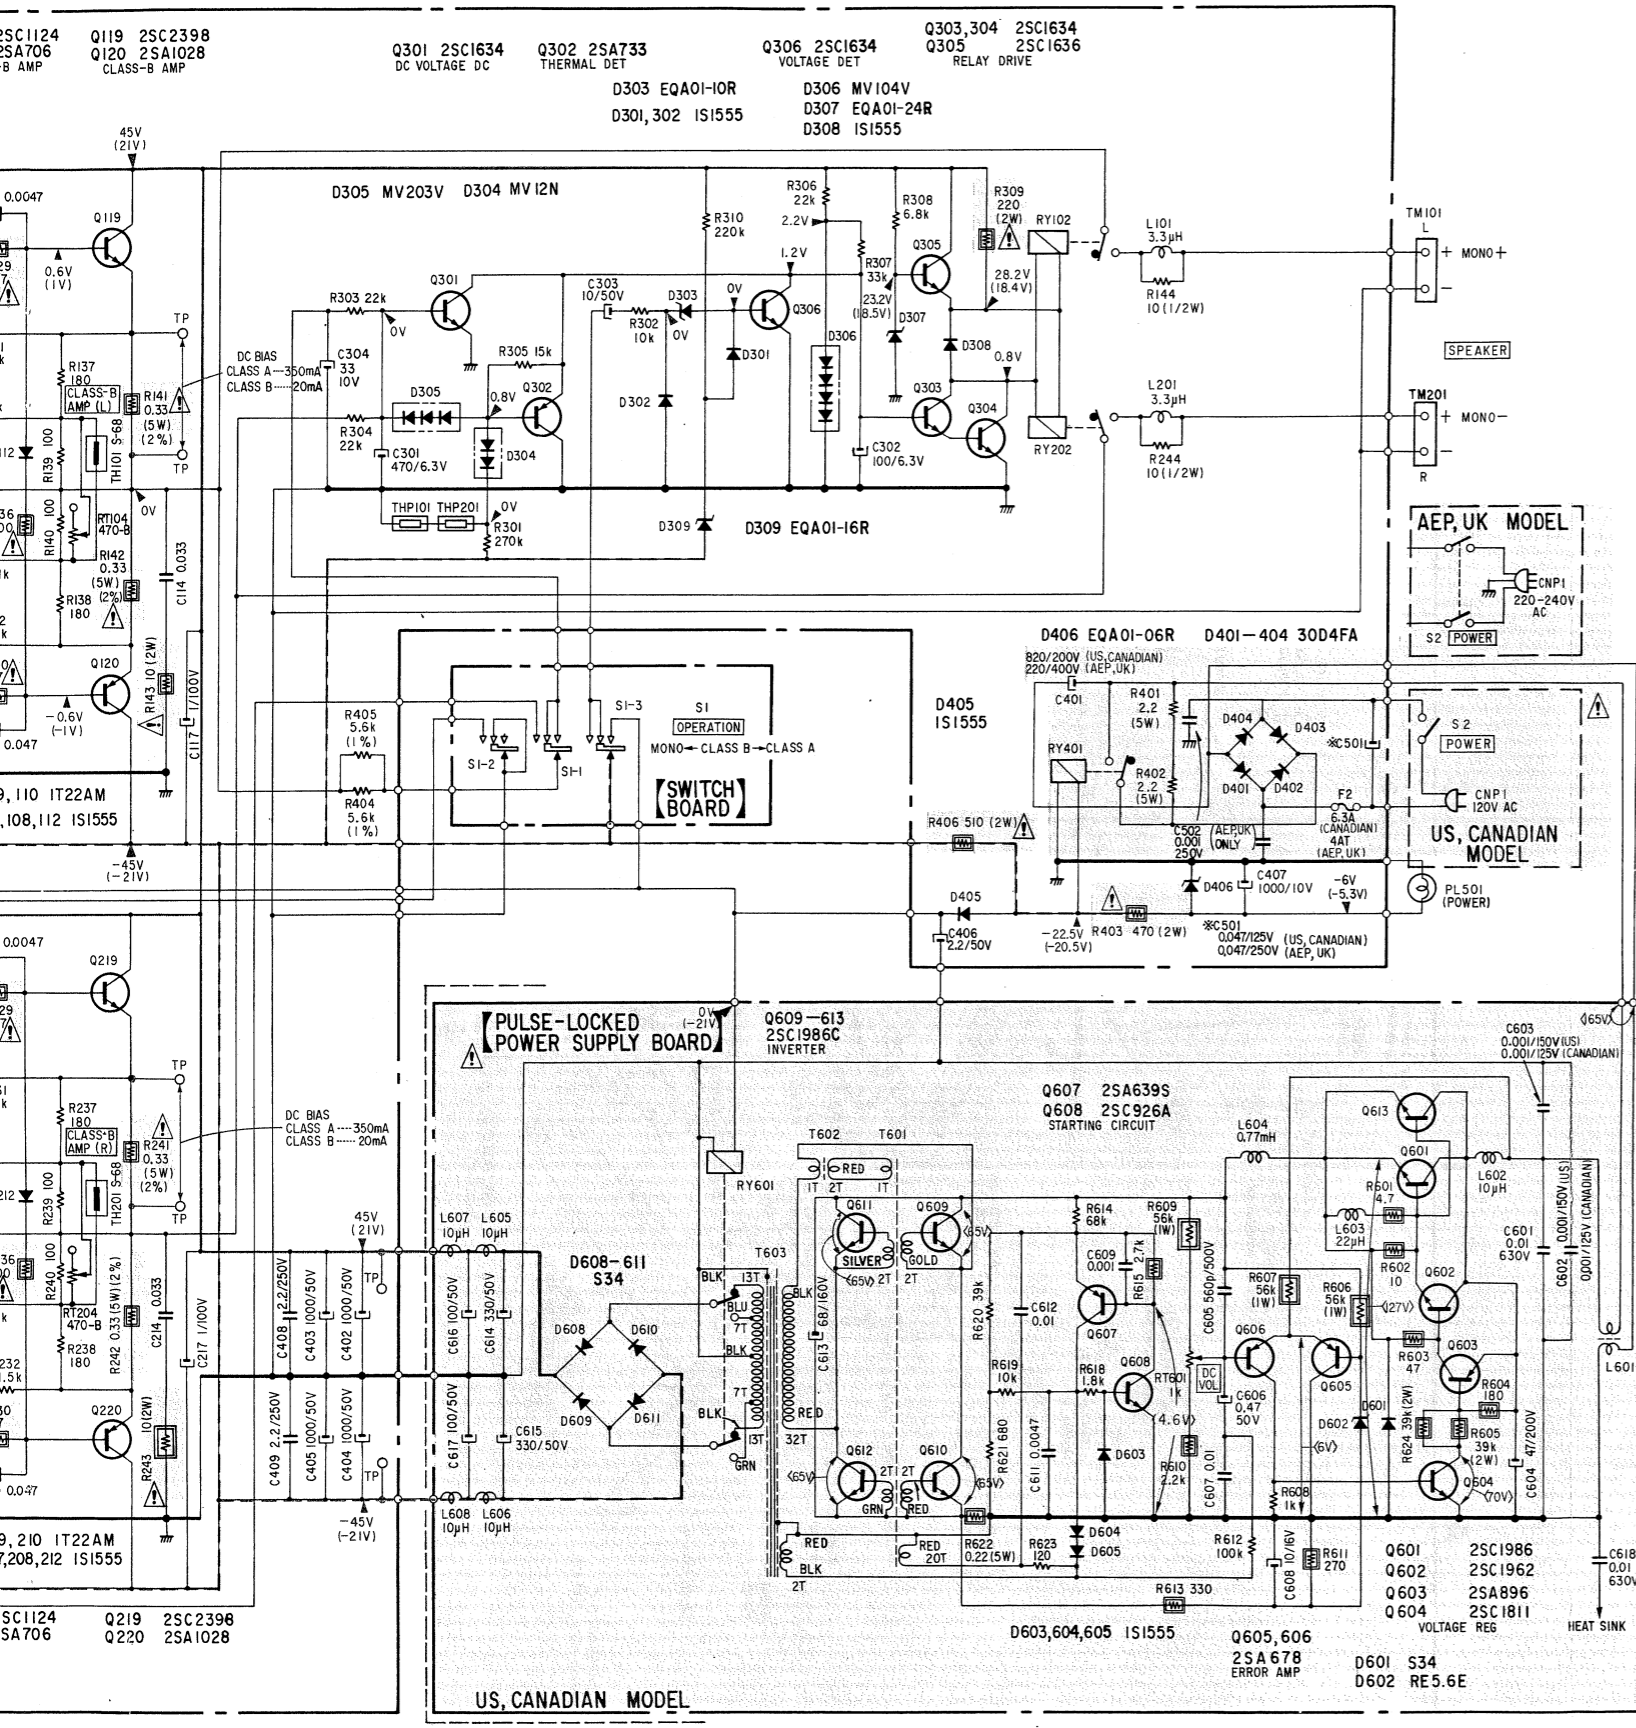 2SC1124
2SA706
-B AMP
Q119 2SC2398
Q120 2SA1028
CLASS-B AMP
Q301 2SC1634
DC VOLTAGE DC
Q302 2SA733
THERMAL DET
Q306 2SC1634
VOLTAGE DET
Q303,304 2SC1634
Q305 2SC1636
RELAY DRIVE
D303 EQA01-10R
D301,302 1S1555
D306 MV104V
D307 EQA01-24R
D308 1S1555
45V
(21V)
D305 MV203V D304 MV12N
0.0047
Q119
0.6V
(1V)
R310
220k
R306
22k
2.2V
R308
6.8k
R309
220
(2W)
RY102
L101
3.3μH
TM101
L
+ MONO+
−
R144
10(1/2W)
1.2V
R307
33k
Q305
28.2V
(18.4V)
23.2V
(18.5V)
D307
D308
0.8V
Q301
R303 22k
0V
C303
10/50V
D303
0V
R302
10k
0V
Q306
D306
D301
D302
TP
R137
180
CLASS-B
AMP (L)
DC BIAS
CLASS A---350mA
CLASS B-----20mA
R141
0.33
(5W)
(2%)
C304
33
10V
R305 15k
D305
Q302
0.8V
R304
22k
C301
470/6.3V
D304
Q303
Q304
C302
100/6.3V
RY202
L201
3.3μH
R244
10(1/2W)
SPEAKER
TM201
+ MONO−
−
R
112
R139 100
TH101 S-68
TP
0V
R140 100
RT104
470-B
R142
0.33
(5W)
(2%)
R138
180
C114 0.033
THP101 THP201
0V
R301
270k
D309
D309 EQA01-16R
AEP, UK MODEL
CNP1
220-240V
AC
S2 POWER
Q120
−0.6V
(−1V)
0.047
R143 10 (2W)
C117 1/100V
9,110 1T22AM
,108,112 1S1555
−45V
(−21V)
R405
5.6k
(1%)
R404
5.6k
(1%)
S1-2
S1-1
S1-3
S1
OPERATION
MONO←CLASS B→CLASS A
【SWITCH
BOARD】
D405
1S1555
D406 EQA01-06R D401—404 30D4FA
820/200V (US,CANADIAN)
220/400V (AEP,UK)
C401
R401
2.2
(5W)
D404
D403
※C501
RY401
R402
2.2
(5W)
D401
D402
F2
6.3A
(CANADIAN)
4AT
(AEP,UK)
C502
0.001
250V
(AEP,UK
ONLY)
R406 510 (2W)
S2
POWER
CNP1
120V AC
US, CANADIAN
MODEL
D406
C407
1000/10V
−6V
(−5.3V)
PL501
(POWER)
D405
C406
2.2/50V
−22.5V
(−20.5V)
R403 470 (2W)
※C501
0.047/125V (US,CANADIAN)
0.047/250V (AEP,UK)
0.0047
Q219
【PULSE-LOCKED
POWER SUPPLY BOARD】
0V
(−21V)
Q609—613
2SC1986C
INVERTER
Q607 2SA639S
Q608 2SC926A
STARTING CIRCUIT
C603
0.001/150V(US)
0.001/125V (CANADIAN)
〈65V〉
TP
R237
180
CLASS-B
AMP (R)
DC BIAS
CLASS A ----350mA
CLASS B ----- 20mA
R241
0.33
(5W)
(2%)
212
R239 100
TH201 S-68
TP
R240 100
RT204
470-B
R238
180
R242 0.33(5W)(2%)
C214 0.033
C217 1/100V
45V
(21V)
L607
10μH
L605
10μH
C408 2.2/250V
C403 1000/50V
C402 1000/50V
TP
C616 100/50V
C614 330/50V
D608-611
S34
D608
D610
D609
D611
C409 2.2/250V
C405 1000/50V
C404 1000/50V
TP
C617 100/50V
C615
330/50V
−45V
(−21V)
L608
10μH
L606
10μH
Q220
R243 10(2W)
0.047
9, 210 1T22AM
7,208,212 1S1555
SC1124
SA706
Q219 2SC2398
Q220 2SA1028
RY601
T603
BLK
13T
BLU
7T
BLK
7T
BLK
13T
GRN
BLK
RED
32T
RED
BLK
2T
T602
T601
RED
1T
2T
1T
Q611
Q609
SILVER
GOLD
〈65V〉
2T
2T
〈65V〉
C613 68/160V
Q612
Q610
〈65V〉
2T
2T
〈65V〉
GRN
RED
RED
20T
R622
0.22(5W)
R623
120
R620 39k
C612
0.01
R619
10k
R621 680
C611 0.0047
R614
68k
C609
0.001
R615 2.7k
Q607
R618
1.8k
Q608
D603
D604
D605
R609
56k
(1W)
RT601
1k
DC
VOL
〈4.6V〉
R610
2.2k
R613 330
L604
0.77mH
C605 560p/500V
R607
56k
(1W)
R606
56k
(1W)
Q606
Q605
C606
0.47
50V
C607 0.01
R608
1k
R612
100k
C608 10/16V
R611
270
D602
D601
〈6V〉
Q613
Q601
R601
4.7
L603
22μH
R602
10
L602
10μH
Q602
〈27V〉
R603
47
Q603
R604
180
R605
39k
(2W)
R624 39k(2W)
Q604
〈70V〉
C604 47/200V
C601
0.01
630V
C602 0.001/150V(US)
0.001/125V (CANADIAN)
L601
C618
0.01
630V
HEAT SINK
D603,604,605 1S1555
Q605,606
2SA678
ERROR AMP
Q601 2SC1986
Q602 2SC1962
Q603 2SA896
Q604 2SC1811
VOLTAGE REG
D601 S34
D602 RE5.6E
US, CANADIAN MODEL